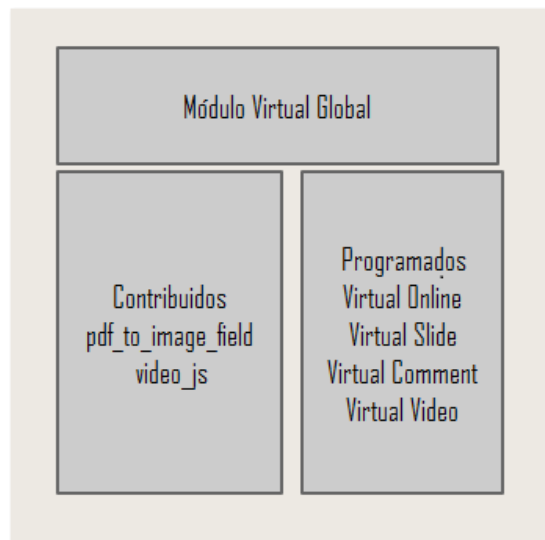 Módulo Virtual Global
Contribuidos
pdf_to_image_field
video_js
Programados
Virtual Online
Virtual Slide
Virtual Comment
Virtual Video